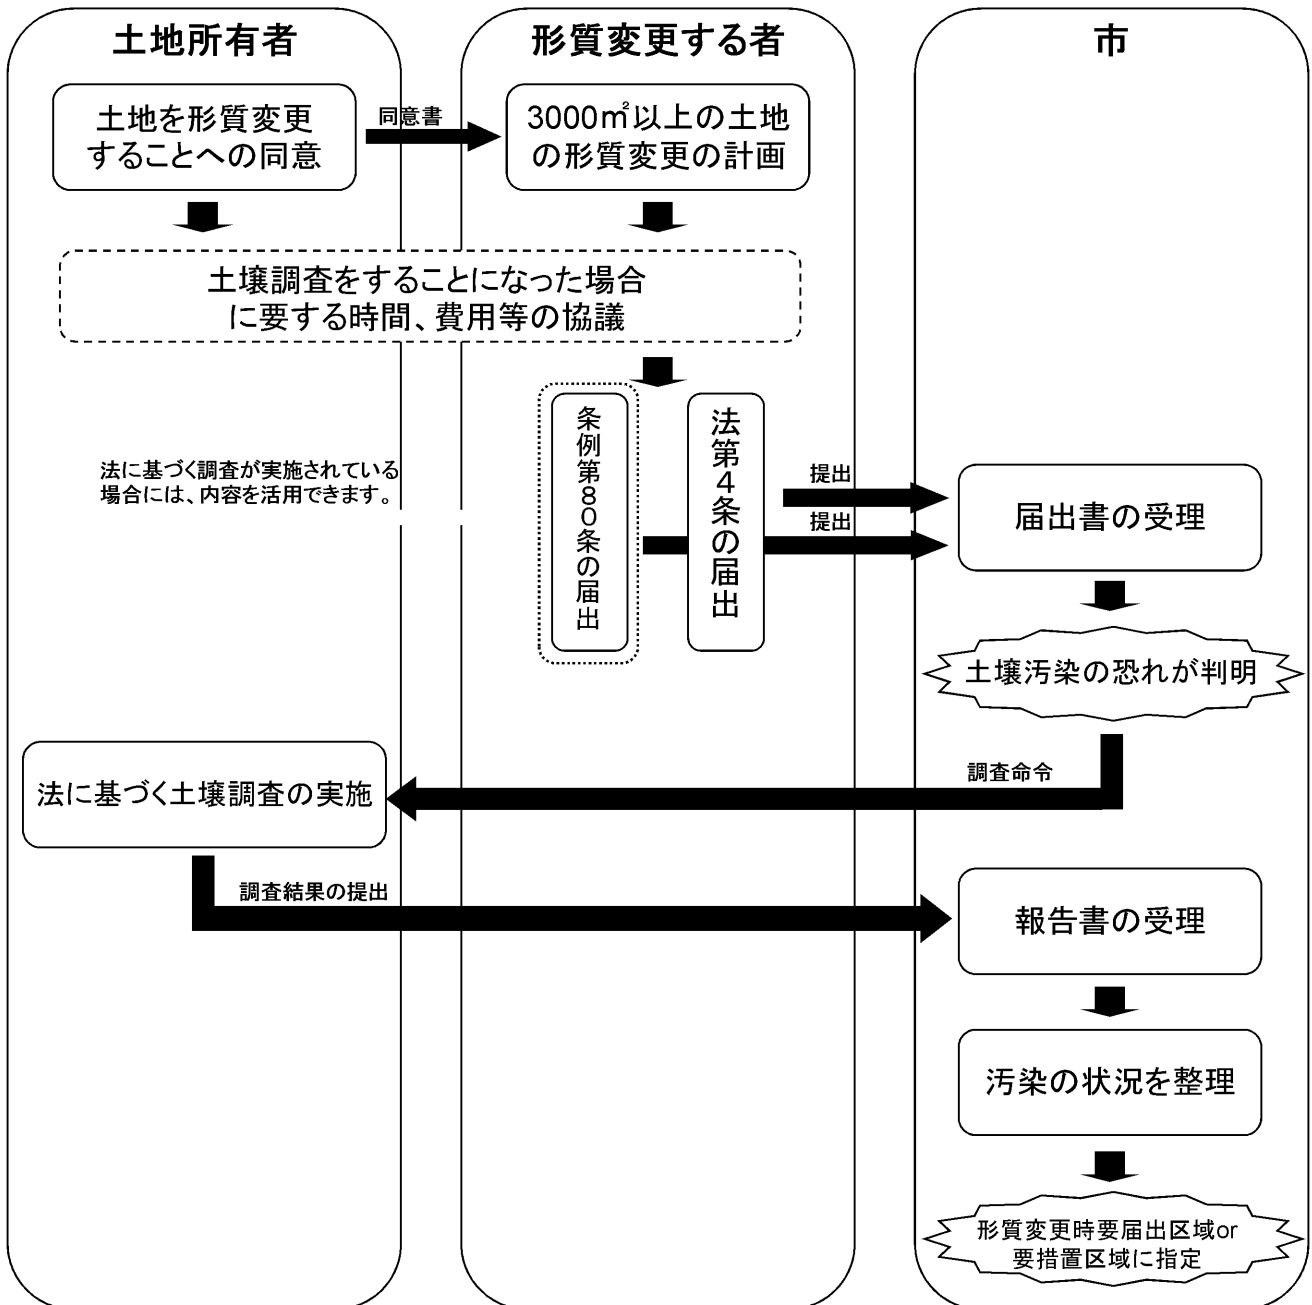 土地所有者
形質変更する者
市
土地を形質変更
することへの同意
同意書
3000㎡以上の土地
の形質変更の計画
土壌調査をすることになった場合
に要する時間、費用等の協議
法に基づく調査が実施されている
場合には、内容を活用できます。
条例第80条の届出
法第4条の届出
提出
提出
届出書の受理
土壌汚染の恐れが判明
調査命令
法に基づく土壌調査の実施
調査結果の提出
報告書の受理
汚染の状況を整理
形質変更時要届出区域or
要措置区域に指定